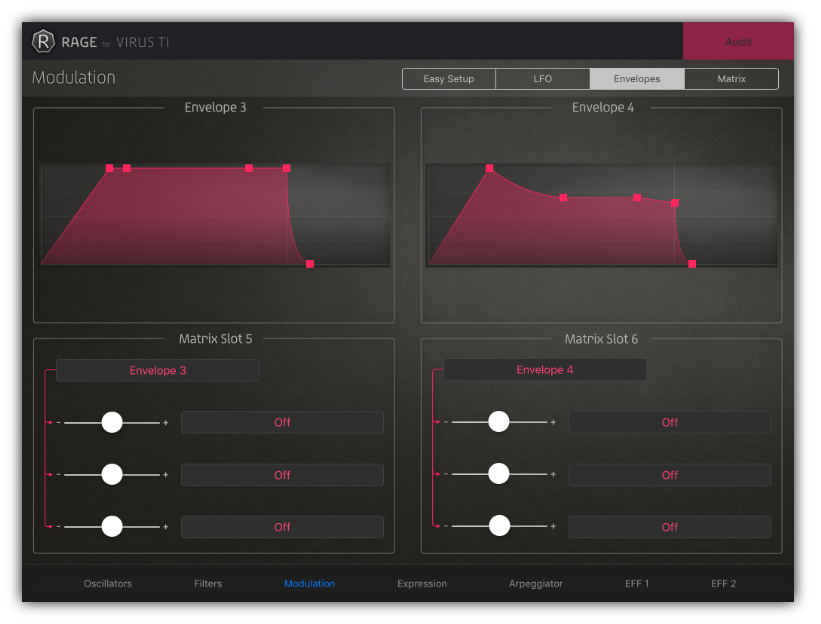 R RAGE for VIRUS TI
Audit
Modulation
Easy Setup LFO Envelopes Matrix
Envelope 3
Envelope 4
Matrix Slot 5
Envelope 3
- + Off
- + Off
- + Off
Matrix Slot 6
Envelope 4
- + Off
- + Off
- + Off
Oscillators Filters Modulation Expression Arpeggiator EFF 1 EFF 2